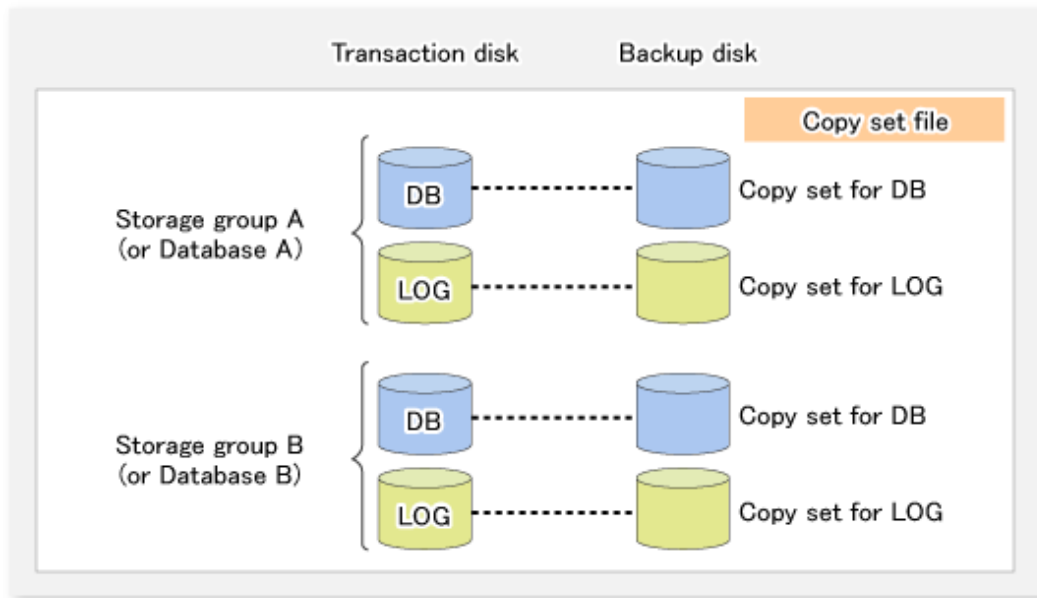 Transaction disk
Backup disk
Copy set file
Storage group A
(or Database A)
DB
Copy set for DB
LOG
Copy set for LOG
Storage group B
(or Database B)
DB
Copy set for DB
LOG
Copy set for LOG